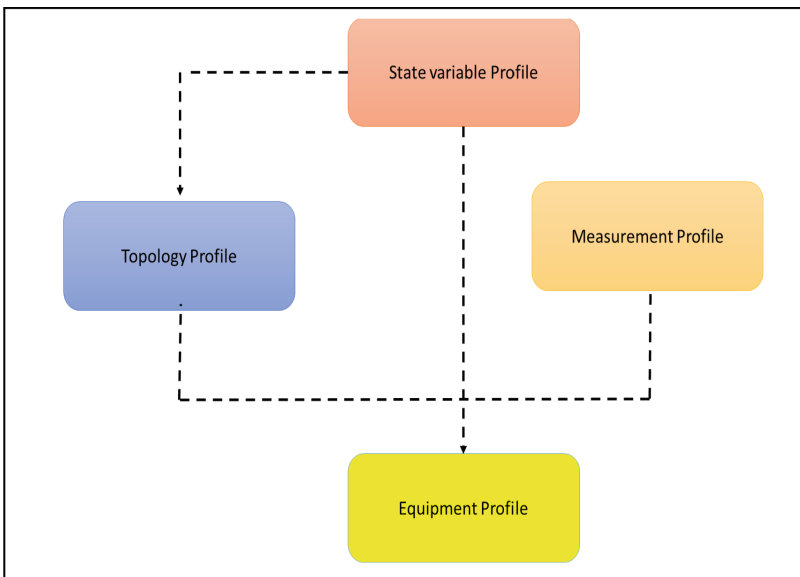 State variable Profile
Measurement Profile
Topology Profile
Equipment Profile